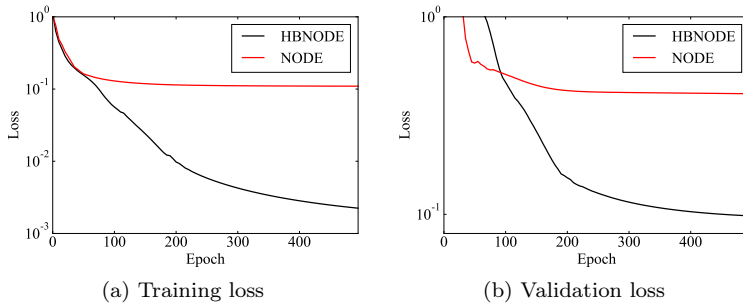 HBNODE
NODE
Loss
10^0
10^-1
10^-2
10^-3
0
100
200
300
400
Epoch
(a) Training loss
HBNODE
NODE
Loss
10^0
10^-1
0
100
200
300
400
Epoch
(b) Validation loss